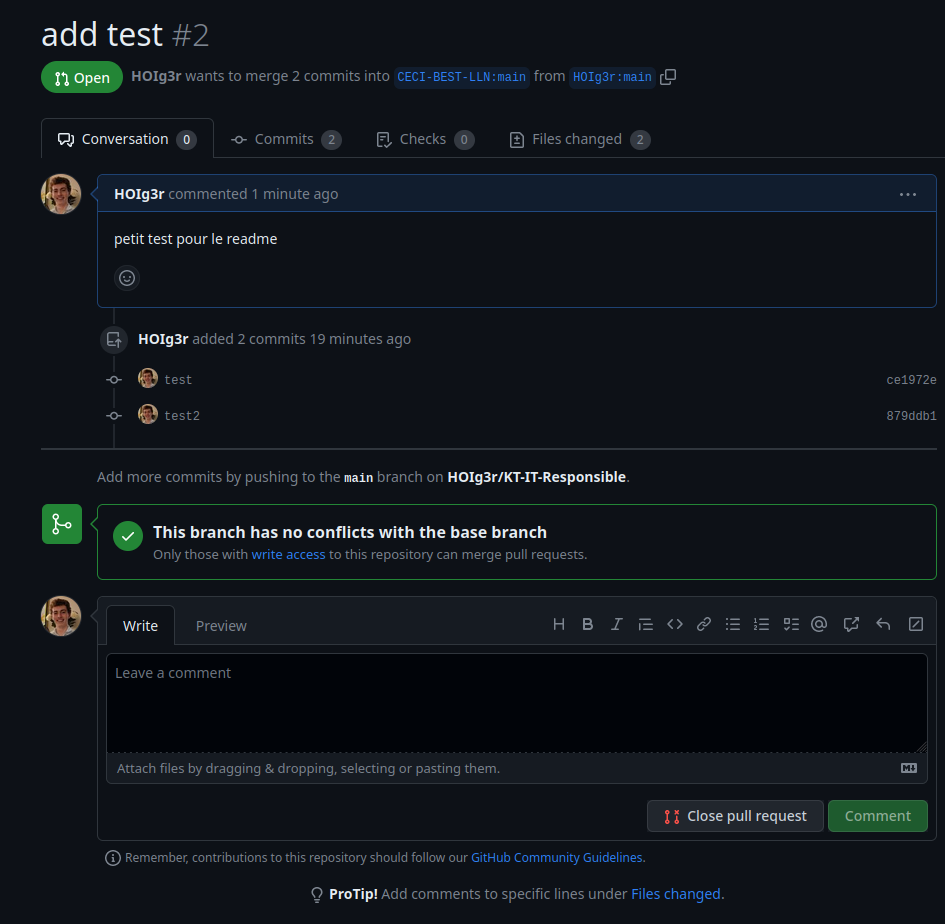 add test #2
Open HOIg3r wants to merge 2 commits into CECI-BEST-LLN:main from HOIg3r:main
Conversation 0 Commits 2 Checks 0 Files changed 2
HOIg3r commented 1 minute ago
petit test pour le readme
HOIg3r added 2 commits 19 minutes ago
test ce1972e
test2 879ddb1
Add more commits by pushing to the main branch on HOIg3r/KT-IT-Responsible.
This branch has no conflicts with the base branch
Only those with write access to this repository can merge pull requests.
Write Preview
Leave a comment
Attach files by dragging & dropping, selecting or pasting them.
Close pull request Comment
Remember, contributions to this repository should follow our GitHub Community Guidelines.
ProTip! Add comments to specific lines under Files changed.